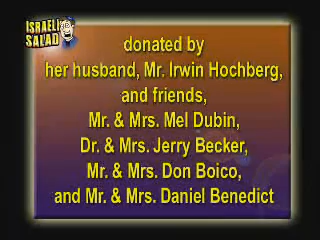 ISRAELI
SALAD
donated by
her husband, Mr. Irwin Hochberg,
and friends,
Mr. & Mrs. Mel Dubin,
Dr. & Mrs. Jerry Becker,
Mr. & Mrs. Don Boico,
and Mr. & Mrs. Daniel Benedict